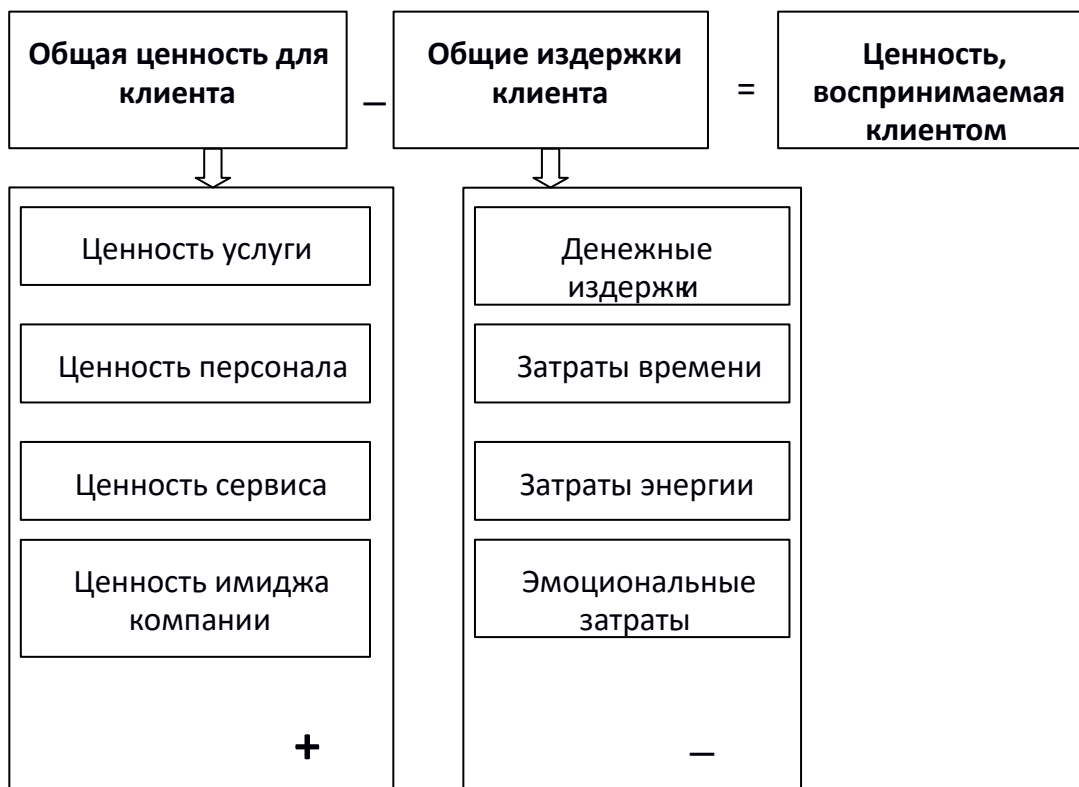 Общая ценность для
клиента
–
Общие издержки
клиента
=
Ценность,
воспринимаемая
клиентом
Ценность услуги
Ценность персонала
Ценность сервиса
Ценность имиджа
компании
+
Денежные
издержки
Затраты времени
Затраты энергии
Эмоциональные
затраты
–